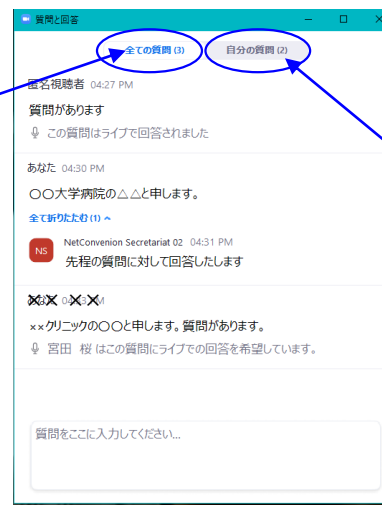 質問と回答
全ての質問 (3) 自分の質問 (2)
匿名視聴者 04:27 PM
質問があります
この質問はライブで回答されました
あなた 04:30 PM
〇〇大学病院の△△と申します。
全て折りたたむ (1)
NS NetConvenion Secretariat 02 04:31 PM
先程の質問に対して回答したします
××クリニックの〇〇と申します。質問があります。
宮田 桜 はこの質問にライブでの回答を希望しています。
質問をここに入力してください...